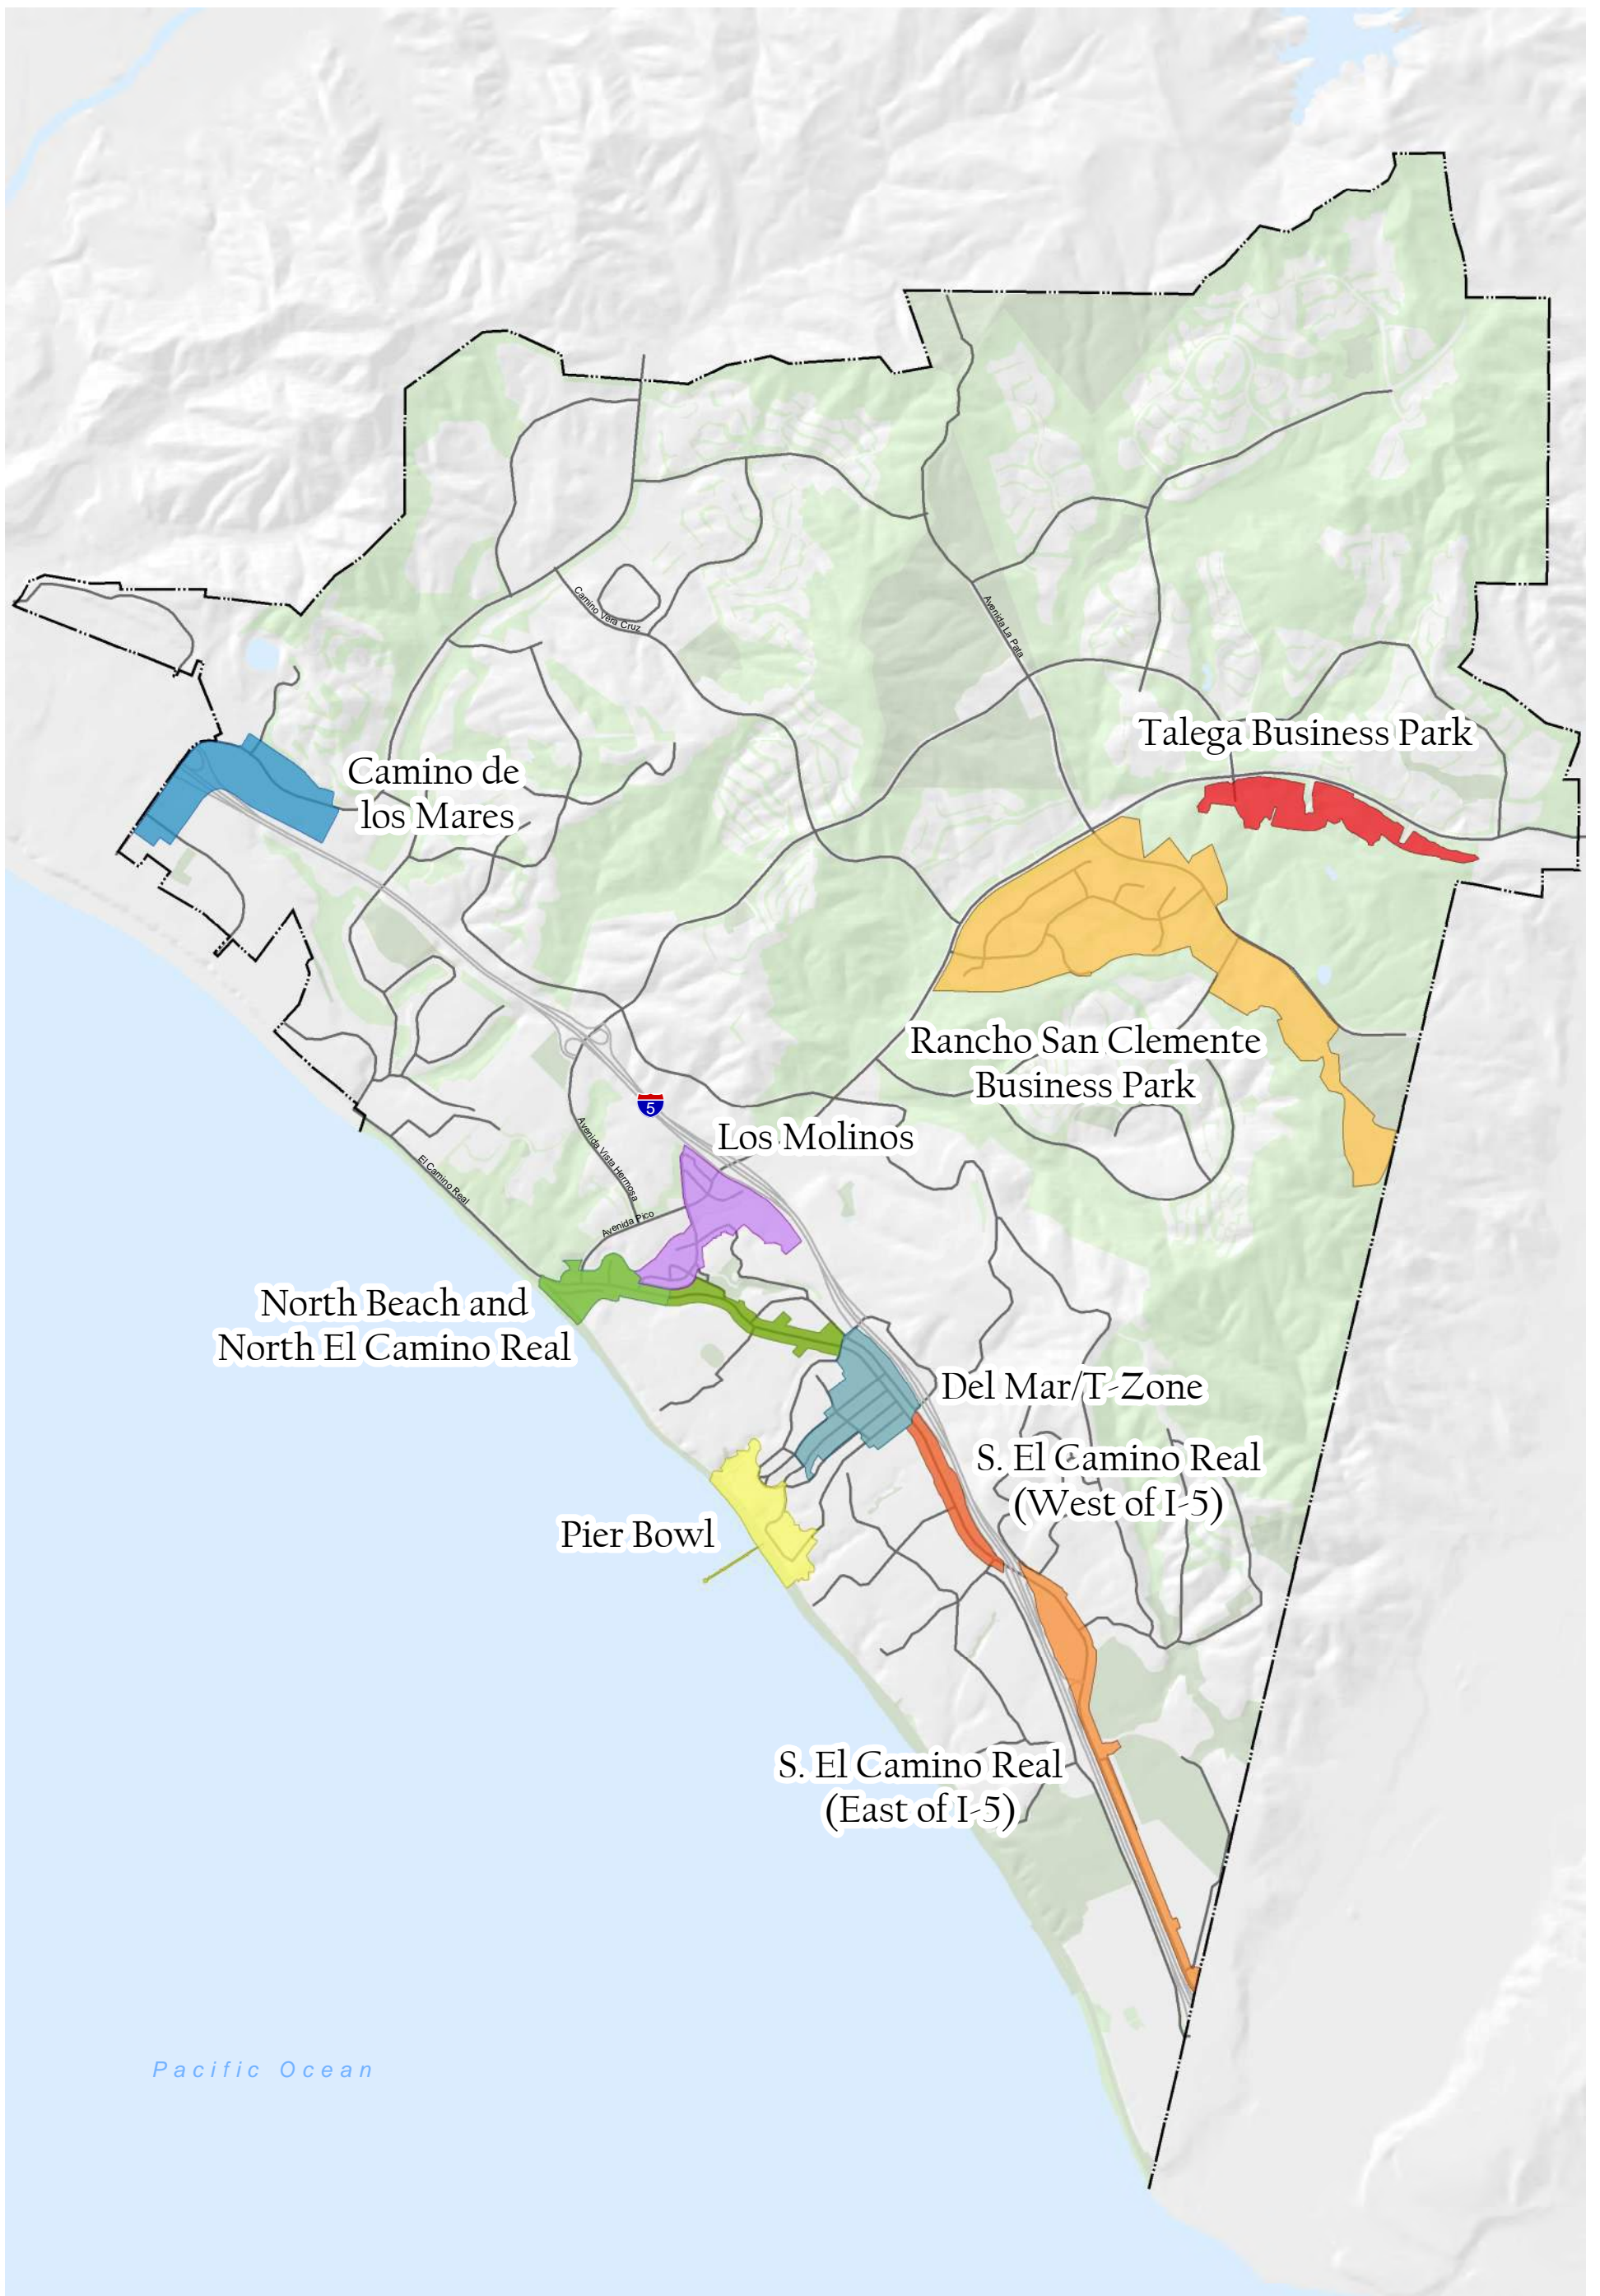 Camino Vera Cruz
Avenida La Pata
Talega Business Park
Camino de
los Mares
Rancho San Clemente
Business Park
5
Los Molinos
Avenida Vista Hermosa
El Camino Real
Avenida Pico
North Beach and
North El Camino Real
Del Mar/T-Zone
S. El Camino Real
(West of I-5)
Pier Bowl
S. El Camino Real
(East of I-5)
Pacific Ocean